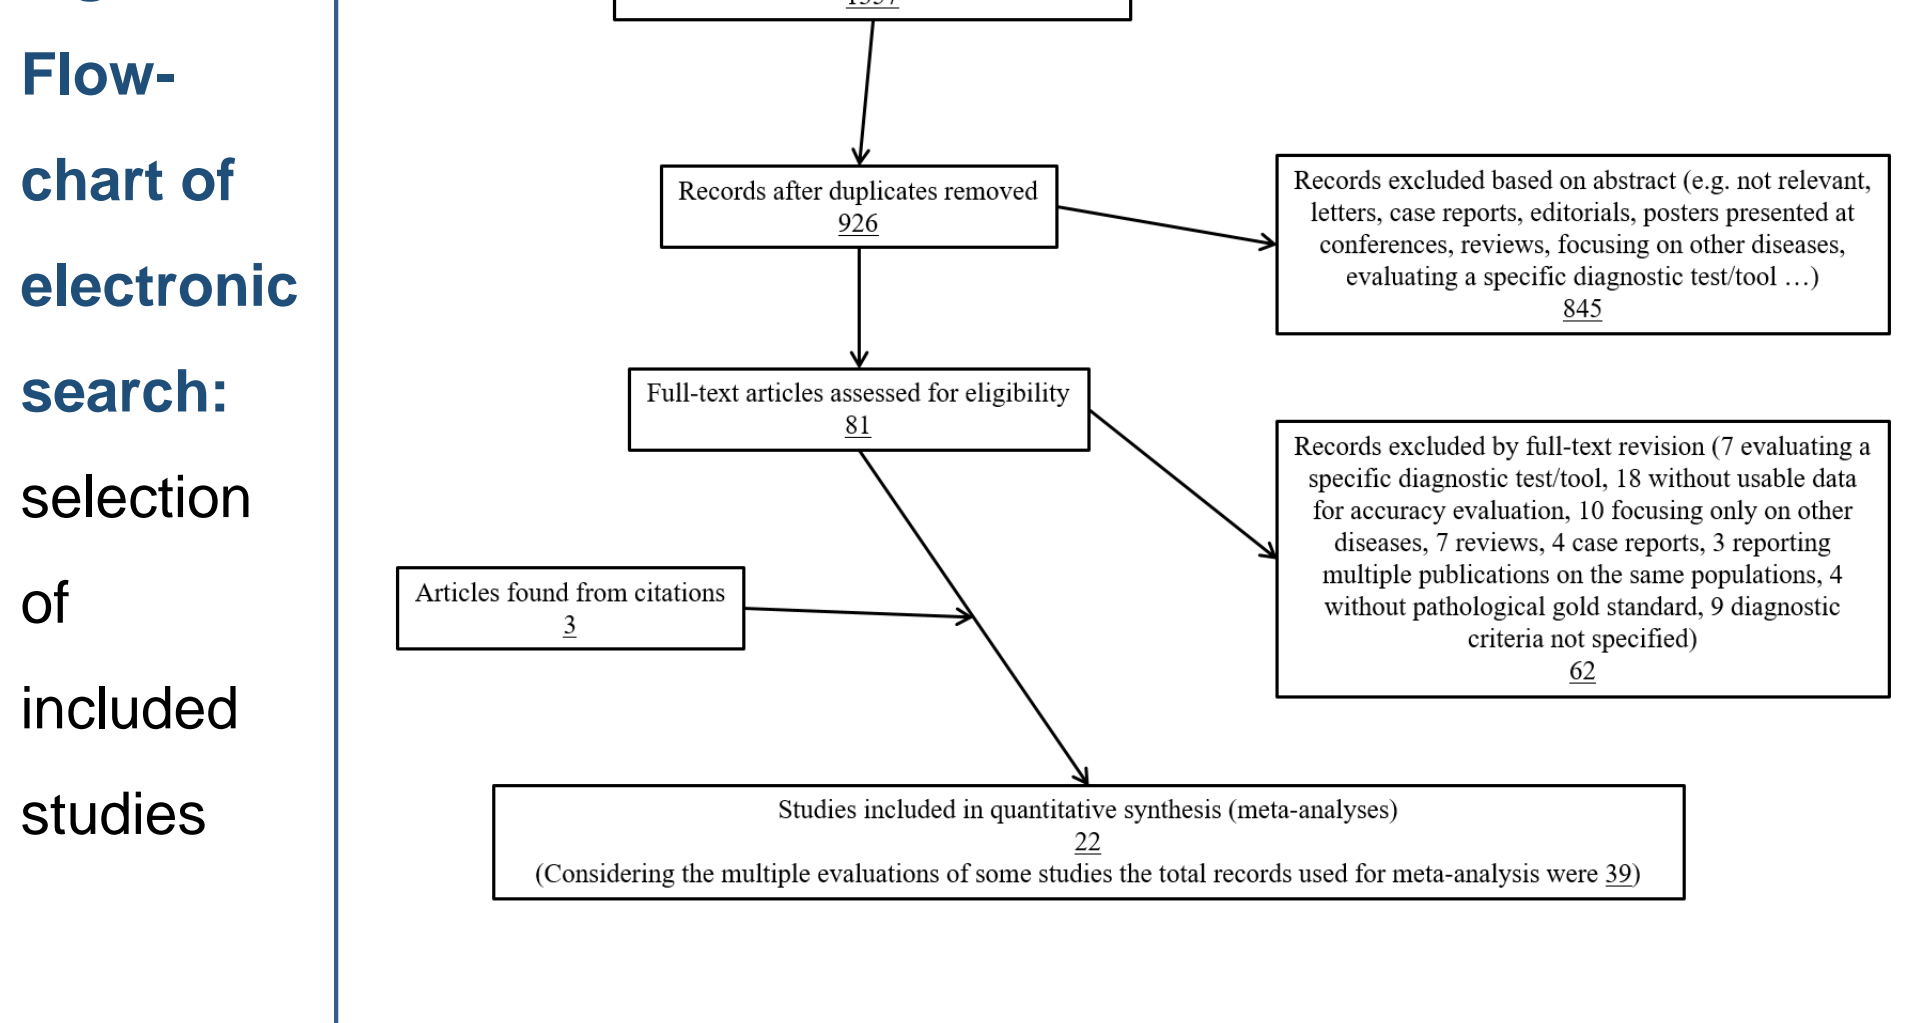 Flow-
chart of
electronic
search:
selection
of
included
studies
Records after duplicates removed
926
Records excluded based on abstract (e.g. not relevant,
letters, case reports, editorials, posters presented at
conferences, reviews, focusing on other diseases,
evaluating a specific diagnostic test/tool …)
845
Full-text articles assessed for eligibility
81
Records excluded by full-text revision (7 evaluating a
specific diagnostic test/tool, 18 without usable data
for accuracy evaluation, 10 focusing only on other
diseases, 7 reviews, 4 case reports, 3 reporting
multiple publications on the same populations, 4
without pathological gold standard, 9 diagnostic
criteria not specified)
62
Articles found from citations
3
Studies included in quantitative synthesis (meta-analyses)
22
(Considering the multiple evaluations of some studies the total records used for meta-analysis were 39)